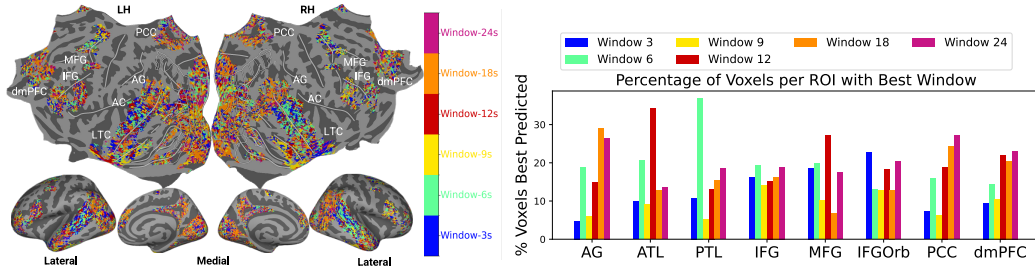 LH
RH
PCC
MFG
IFG
dmPFC
AG
AC
LTC
PCC
MFG
IFG
dmPFC
AG
AC
LTC
Lateral
Medial
Lateral
Window-24s
Window-18s
Window-12s
Window-9s
Window-6s
Window-3s
Window 3
Window 9
Window 18
Window 24
Window 6
Window 12
Percentage of Voxels per ROI with Best Window
% Voxels Best Predicted
30
20
10
0
AG ATL PTL IFG MFG IFGOrb PCC dmPFC